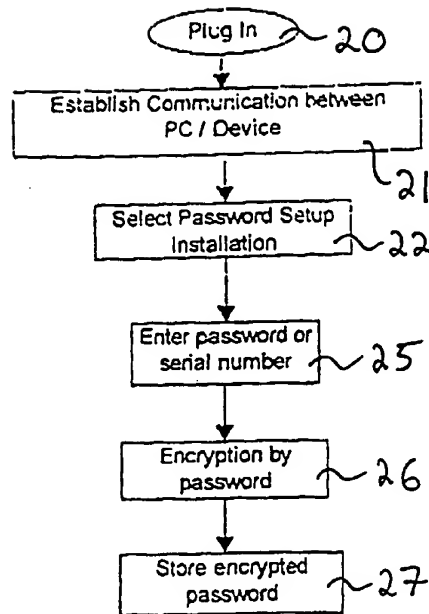 Plug In
20
Establish Communication between
PC / Device
21
Select Password Setup
Installation
22
Enter password or
serial number
25
Encryption by
password
26
Store encrypted
password
27